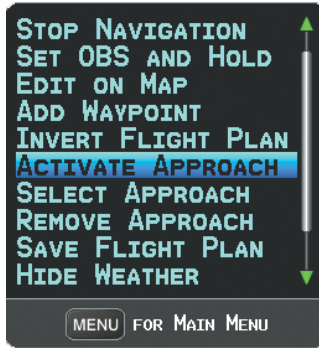 Stop Navigation
Set OBS and Hold
Edit on Map
Add Waypoint
Invert Flight Plan
Activate Approach
Select Approach
Remove Approach
Save Flight Plan
Hide Weather
MENU for Main Menu